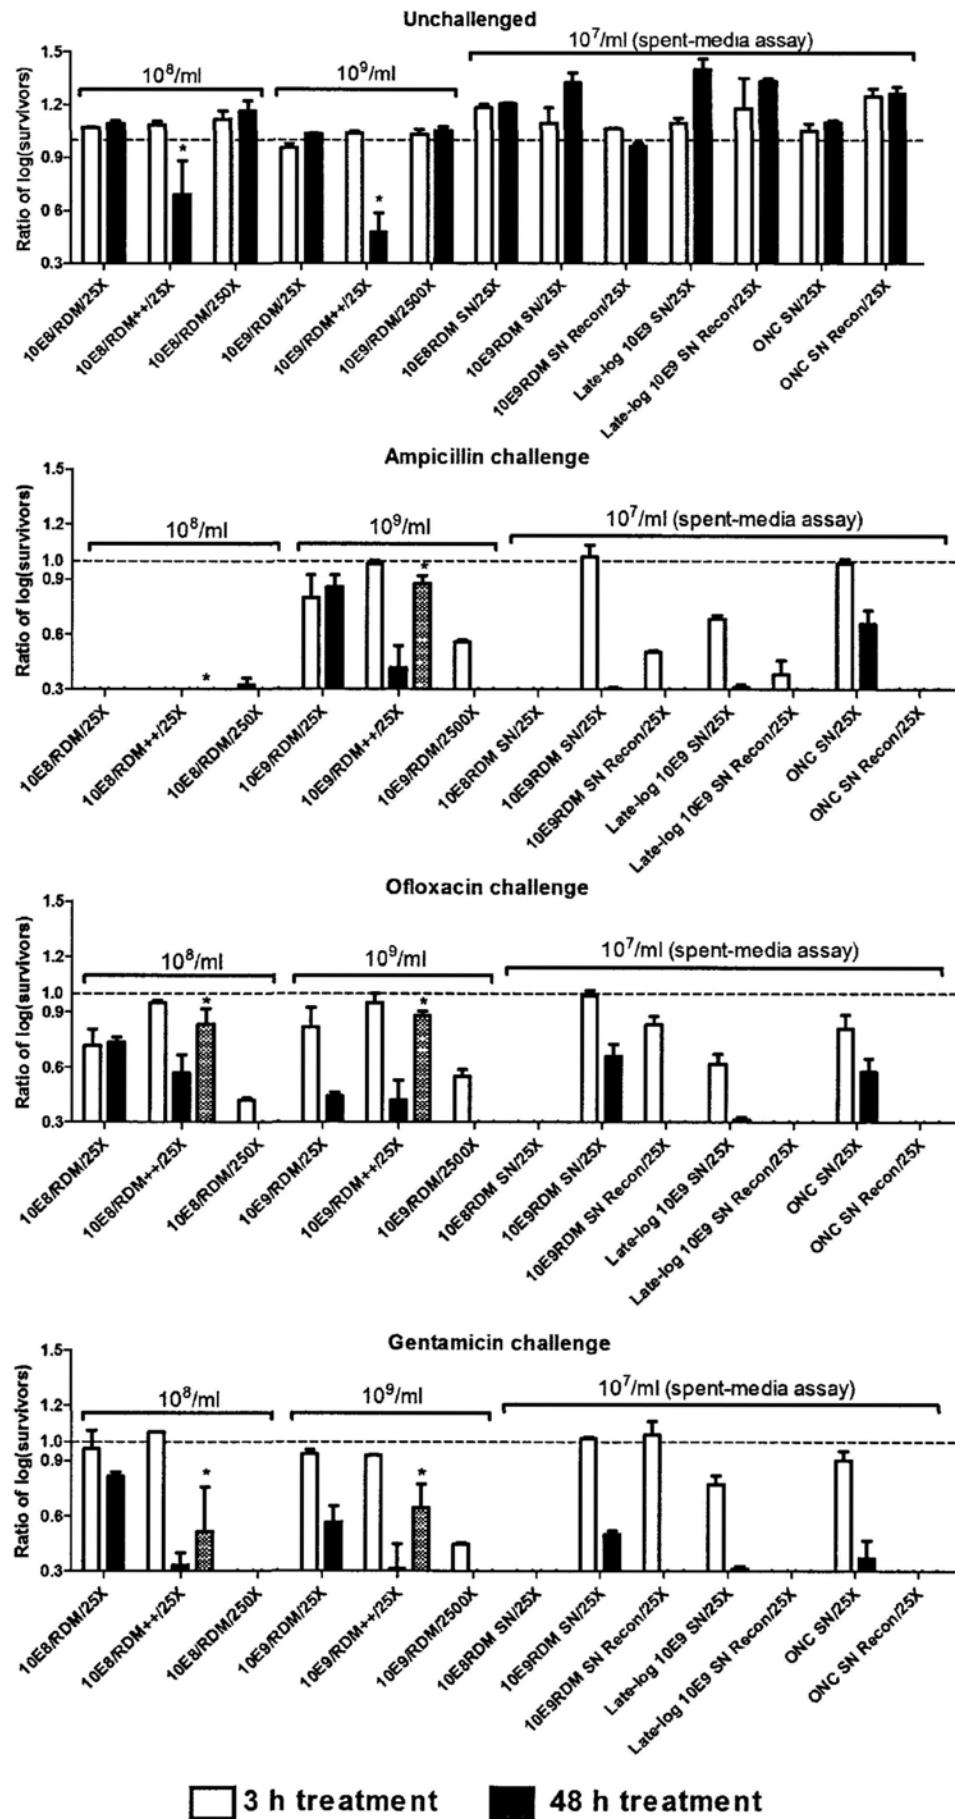 Unchallenged
10⁷/ml (spent-media assay)
10⁸/ml
10⁹/ml
Ratio of log(survivors)
1.5
1.2
0.9
0.6
0.3
*
*
10E8/RDM/25X
10E8/RDM++/25X
10E8/RDM/250X
10E9/RDM/25X
10E9/RDM++/25X
10E9/RDM/2500X
10E8RDM SN/25X
10E9RDM SN/25X
10E9RDM SN Recon/25X
Late-log 10E9 SN/25X
Late-log 10E9 SN Recon/25X
ONC SN/25X
ONC SN Recon/25X
Ampicillin challenge
10⁸/ml
10⁹/ml
10⁷/ml (spent-media assay)
Ratio of log(survivors)
1.5
1.2
1.0
0.9
0.6
0.3
*
*
10E8/RDM/25X
10E8/RDM++/25X
10E8/RDM/250X
10E9/RDM/25X
10E9/RDM++/25X
10E9/RDM/2500X
10E8RDM SN/25X
10E9RDM SN/25X
10E9RDM SN Recon/25X
Late-log 10E9 SN/25X
Late-log 10E9 SN Recon/25X
ONC SN/25X
ONC SN Recon/25X
Ofloxacin challenge
10⁸/ml
10⁹/ml
10⁷/ml (spent-media assay)
Ratio of log(survivors)
1.5
1.2
1.0
0.9
0.6
0.3
*
*
10E8/RDM/25X
10E8/RDM++/25X
10E8/RDM/250X
10E9/RDM/25X
10E9/RDM++/25X
10E9/RDM/2500X
10E8RDM SN/25X
10E9RDM SN/25X
10E9RDM SN Recon/25X
Late-log 10E9 SN/25X
Late-log 10E9 SN Recon/25X
ONC SN/25X
ONC SN Recon/25X
Gentamicin challenge
10⁸/ml
10⁹/ml
10⁷/ml (spent-media assay)
Ratio of log(survivors)
1.5
1.2
1.0
0.9
0.6
0.3
*
*
10E8/RDM/25X
10E8/RDM++/25X
10E8/RDM/250X
10E9/RDM/25X
10E9/RDM++/25X
10E9/RDM/2500X
10E8RDM SN/25X
10E9RDM SN/25X
10E9RDM SN Recon/25X
Late-log 10E9 SN/25X
Late-log 10E9 SN Recon/25X
ONC SN/25X
ONC SN Recon/25X
3 h treatment 48 h treatment